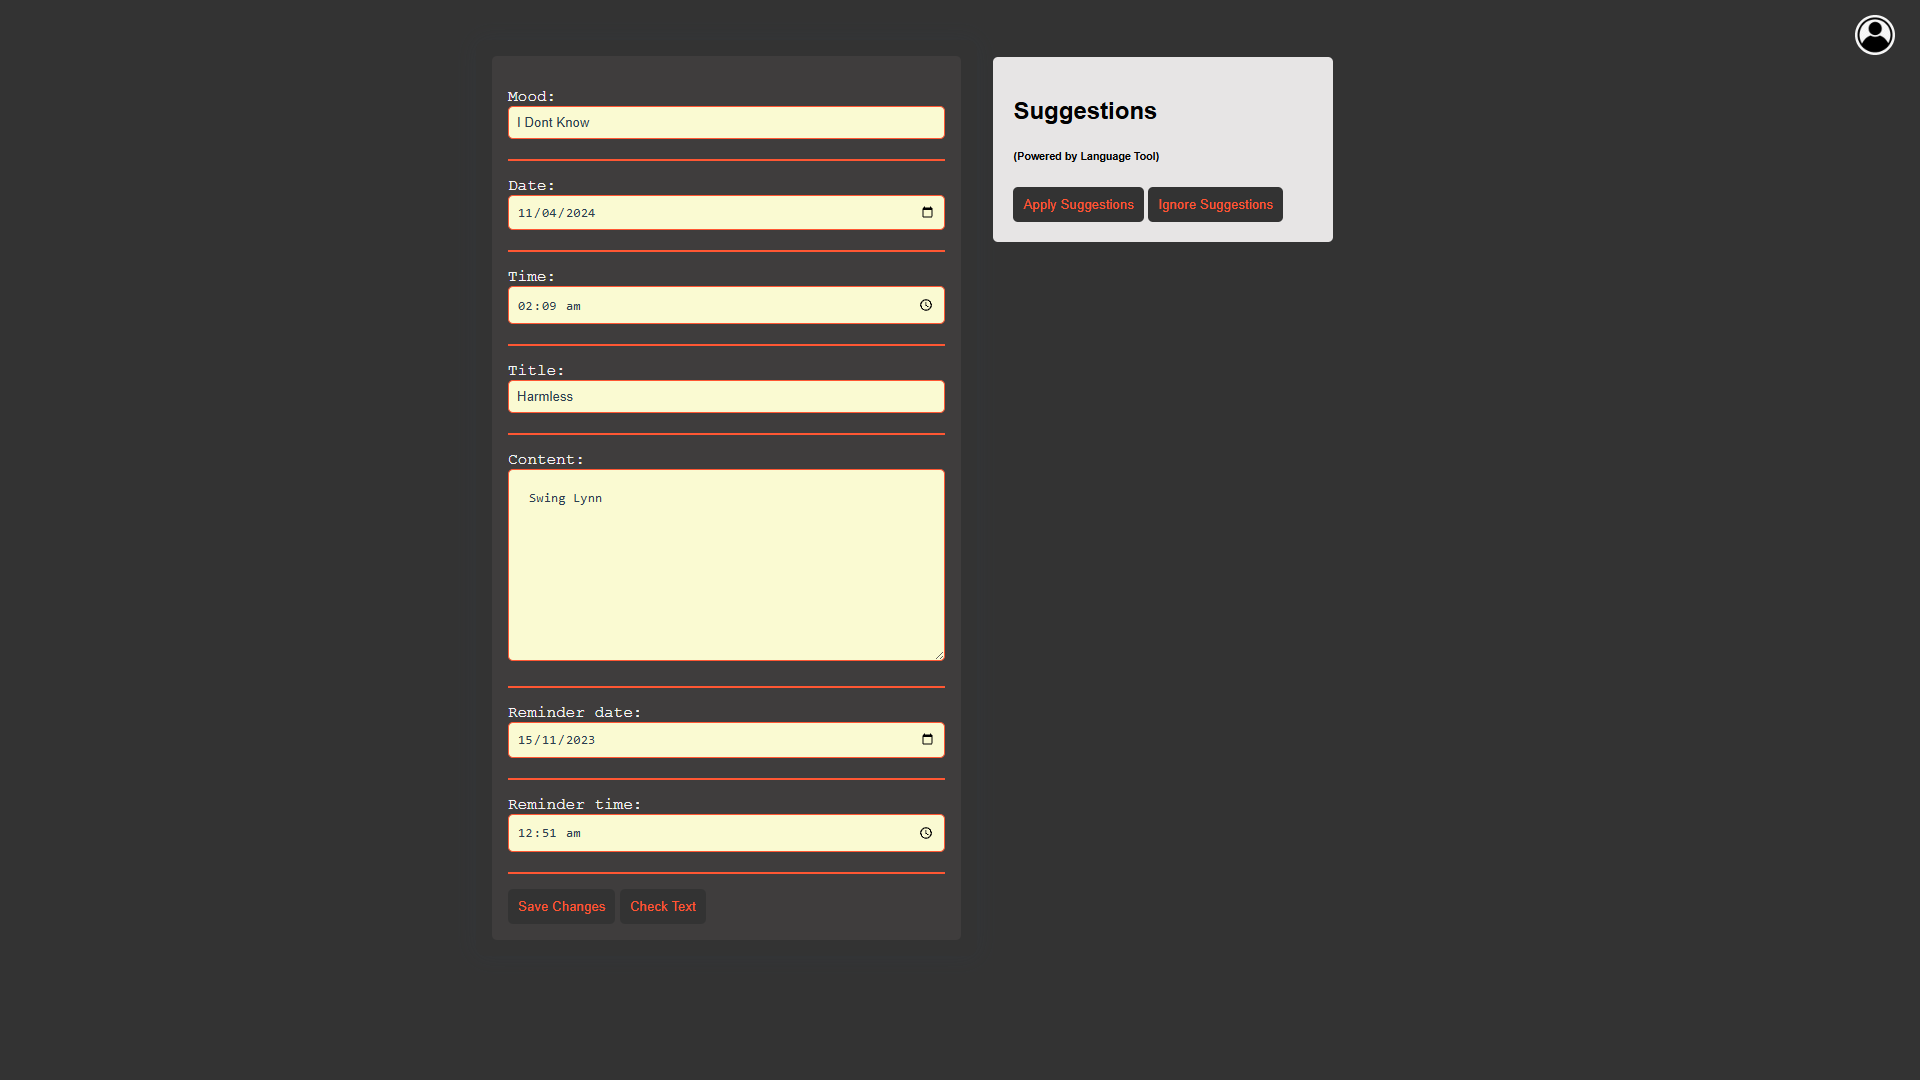 Mood:
I Dont Know
Date:
11/04/2024
Time:
02:09 am
Title:
Harmless
Content:
Swing Lynn
Reminder date:
15/11/2023
Reminder time:
12:51 am
Save Changes Check Text
Suggestions
(Powered by Language Tool)
Apply Suggestions Ignore Suggestions